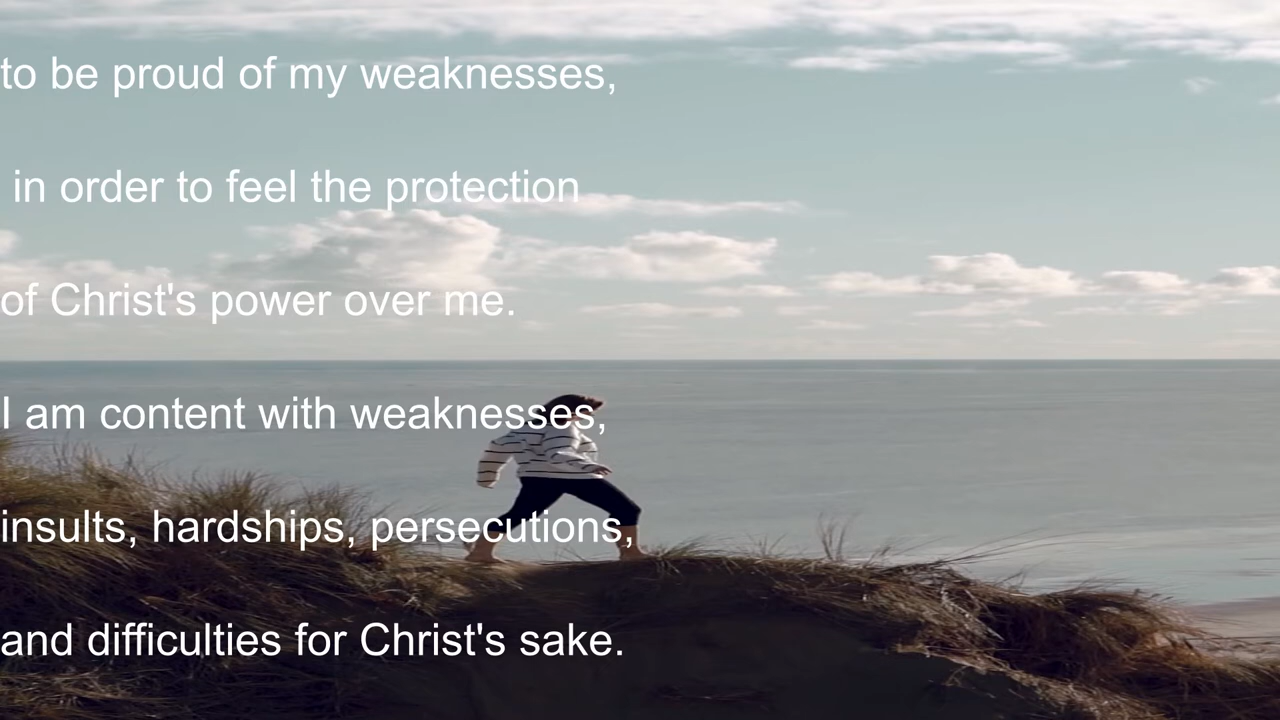 to be proud of my weaknesses,
in order to feel the protection
of Christ's power over me.
I am content with weaknesses,
insults, hardships, persecutions,
and difficulties for Christ's sake.